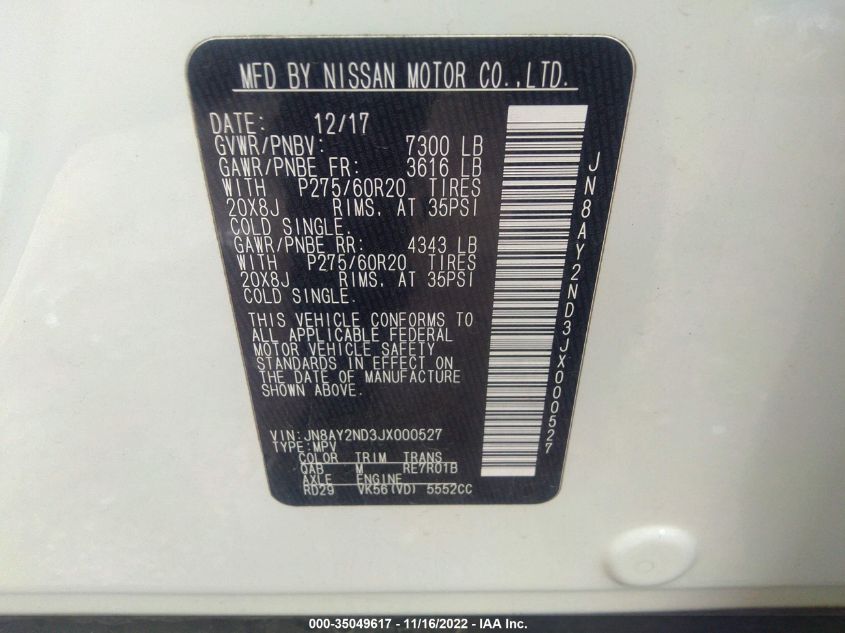 MFD BY NISSAN MOTOR CO.,LTD.
DATE: 12/17
GVWR/PNBV: 7300 LB
GAWR/PNBE FR: 3616 LB
WITH P275/60R20 TIRES
20X8J RIMS. AT 35PSI
COLD SINGLE.
GAWR/PNBE RR: 4343 LB
WITH P275/60R20 TIRES
20X8J RIMS. AT 35PSI
COLD SINGLE.
THIS VEHICLE CONFORMS TO
ALL APPLICABLE FEDERAL
MOTOR VEHICLE SAFETY
STANDARDS IN EFFECT ON
THE DATE OF MANUFACTURE
SHOWN ABOVE.
VIN:JN8AY2ND3JX000527
TYPE:MPV
COLOR TRIM TRANS
QAB M RE7R01B
AXLE ENGINE
RD29 VK56(VD) 5552CC
JN8AY2ND3JX000527
000-35049617 - 11/16/2022 - IAA Inc.